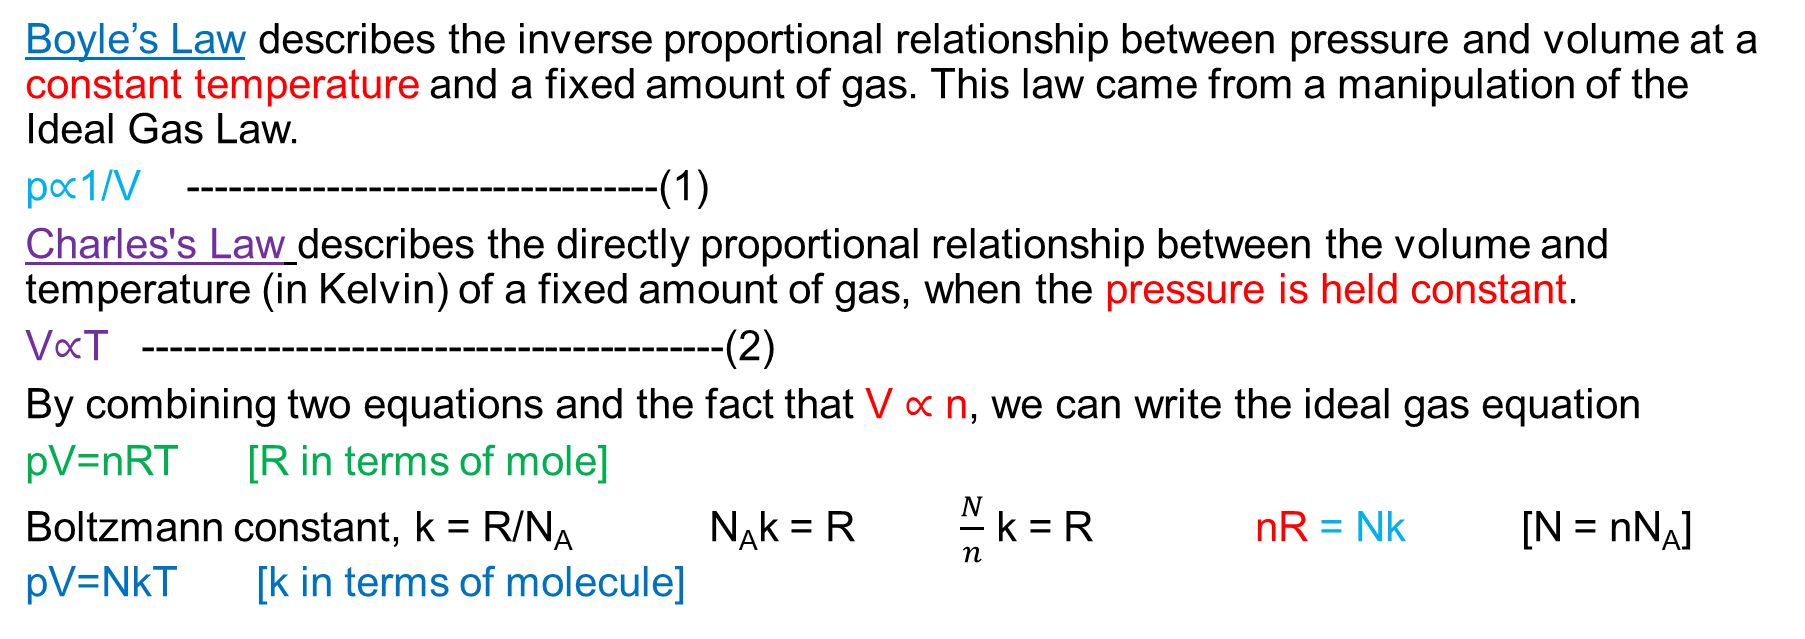 Boyle’s Law describes the inverse proportional relationship between pressure and volume at a
constant temperature and a fixed amount of gas. This law came from a manipulation of the
Ideal Gas Law.
p∝1/V ----------------------------------(1)
Charles's Law describes the directly proportional relationship between the volume and
temperature (in Kelvin) of a fixed amount of gas, when the pressure is held constant.
V∝T ------------------------------------------(2)
By combining two equations and the fact that V ∝ n, we can write the ideal gas equation
pV=nRT [R in terms of mole]
Boltzmann constant, k = R/N_A N_Ak = R N/n k = R nR = Nk [N = nN_A]
pV=NkT [k in terms of molecule]